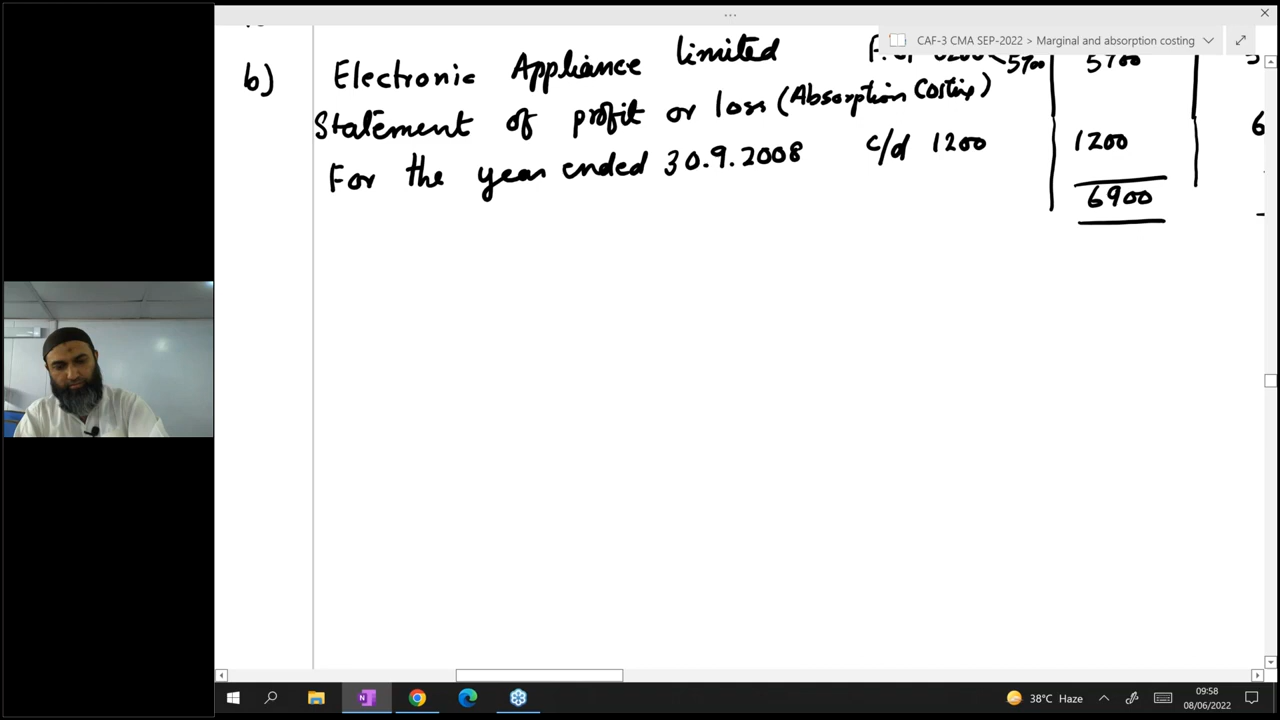 CAF-3 CMA SEP-2022 > Marginal and absorption costing
b) Electronic Appliance Limited
Statement of profit or loss (Absorption Costing)
For the year ended 30.9.2008
5700 5700
c/d 1200 1200
6900
38°C Haze
09:58
08/06/2022